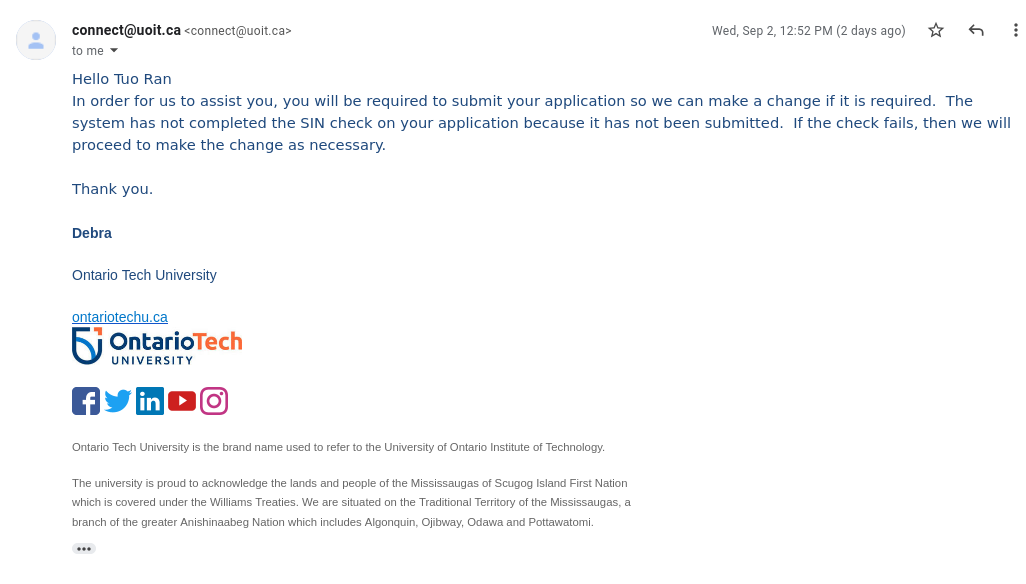 connect@uoit.ca <connect@uoit.ca> Wed, Sep 2, 12:52 PM (2 days ago)
to me
Hello Tuo Ran
In order for us to assist you, you will be required to submit your application so we can make a change if it is required.  The
system has not completed the SIN check on your application because it has not been submitted.  If the check fails, then we will
proceed to make the change as necessary.
Thank you.
Debra
Ontario Tech University
ontariotechu.ca
OntarioTech
UNIVERSITY
Ontario Tech University is the brand name used to refer to the University of Ontario Institute of Technology.
The university is proud to acknowledge the lands and people of the Mississaugas of Scugog Island First Nation
which is covered under the Williams Treaties. We are situated on the Traditional Territory of the Mississaugas, a
branch of the greater Anishinaabeg Nation which includes Algonquin, Ojibway, Odawa and Pottawatomi.